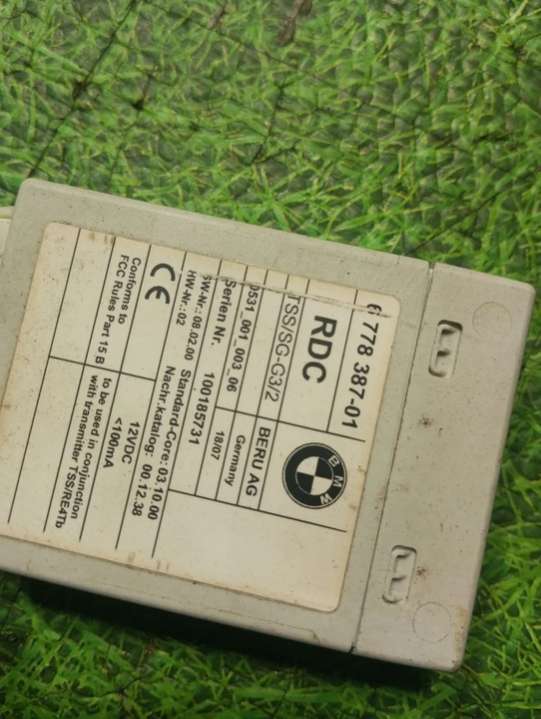 6 778 387-01
RDC
BMW
TSS/SG-G3/2
BERU AG
0531_001_003_06
Germany
Serien Nr. 100185731
18/07
SW-Nr.: 08.02.00 Standard-Core: 03.10.00
HW-Nr.: 02 Nachr.katalog: 00.12.38
CE
12VDC
<100mA
Conforms to
FCC Rules Part 15 B
to be used in conjunction
with transmitter TSS/RE4Tb